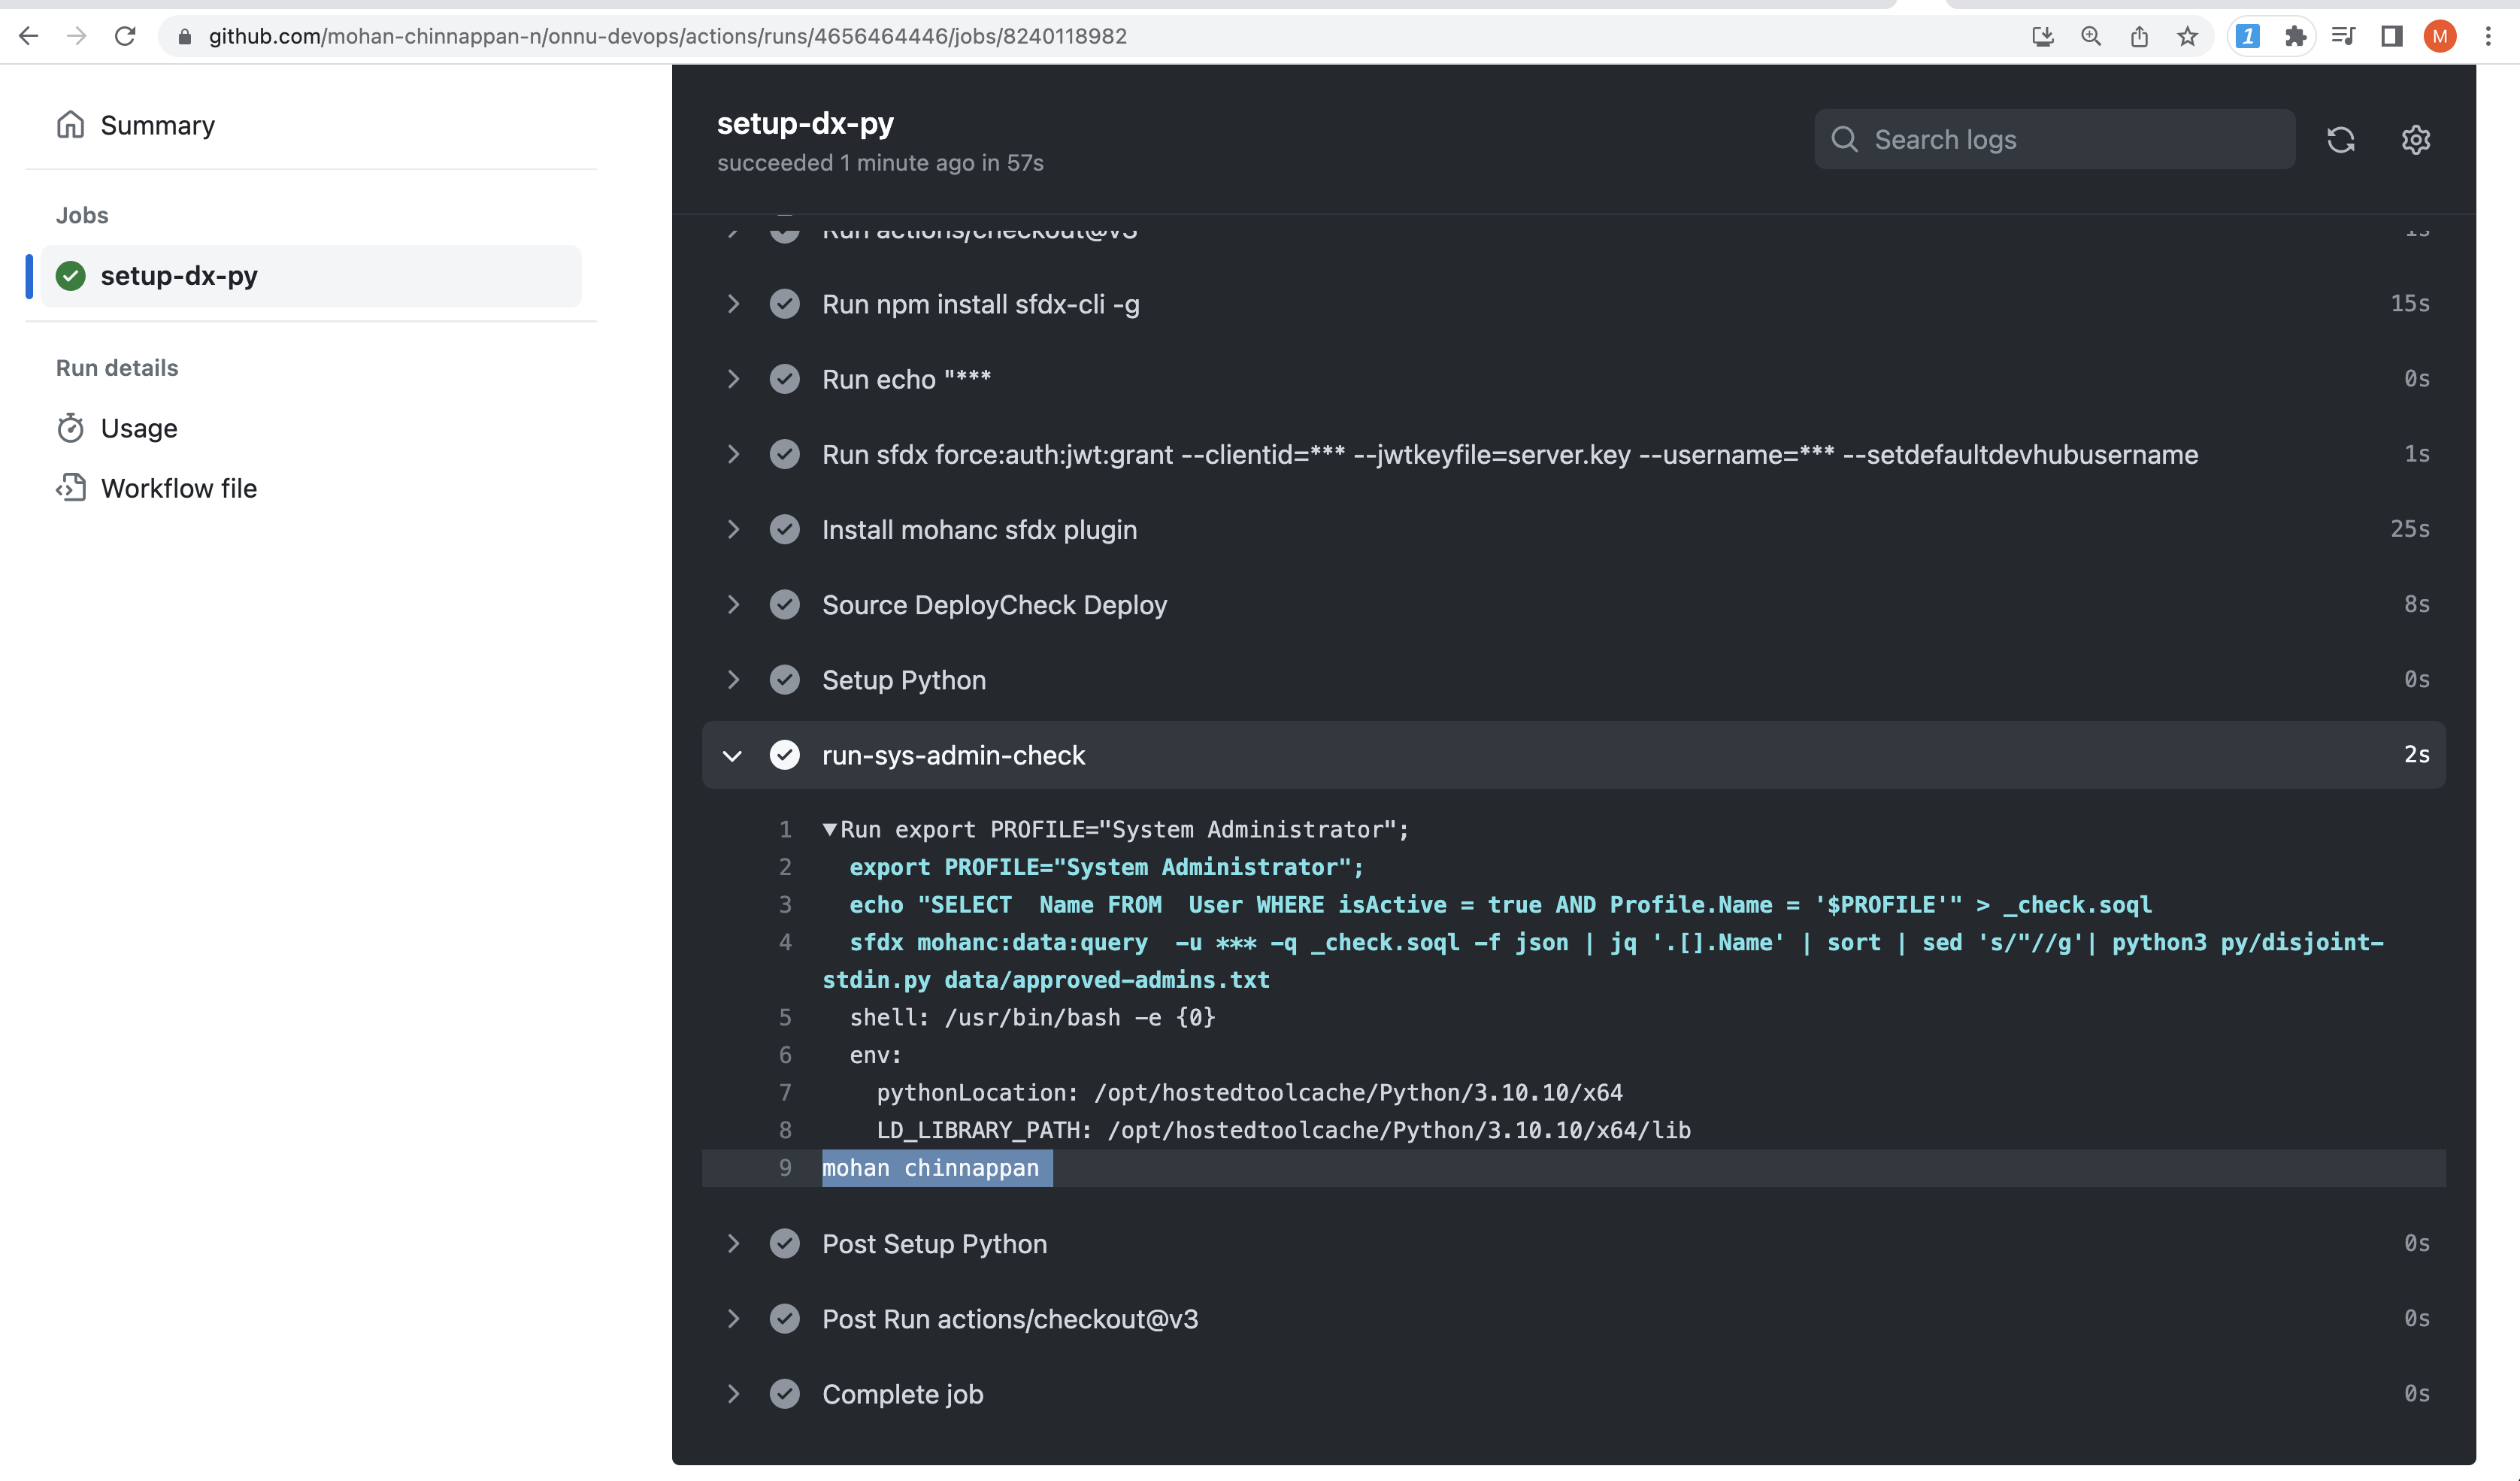 github.com/mohan-chinnappan-n/onnu-devops/actions/runs/4656464446/jobs/8240118982
1
M
Summary
Jobs
setup-dx-py
Run details
Usage
Workflow file
setup-dx-py
succeeded 1 minute ago in 57s
Search logs
Run actions/checkout@v3 1s
Run npm install sfdx-cli -g 15s
Run echo "*** 0s
Run sfdx force:auth:jwt:grant --clientid=*** --jwtkeyfile=server.key --username=*** --setdefaultdevhubusername 1s
Install mohanc sfdx plugin 25s
Source DeployCheck Deploy 8s
Setup Python 0s
run-sys-admin-check 2s
1 ▼Run export PROFILE="System Administrator";
2 export PROFILE="System Administrator";
3 echo "SELECT  Name FROM  User WHERE isActive = true AND Profile.Name = '$PROFILE'" > _check.soql
4 sfdx mohanc:data:query  -u *** -q _check.soql -f json | jq '.[].Name' | sort | sed 's/"//g'| python3 py/disjoint-
stdin.py data/approved-admins.txt
5 shell: /usr/bin/bash -e {0}
6 env:
7 pythonLocation: /opt/hostedtoolcache/Python/3.10.10/x64
8 LD_LIBRARY_PATH: /opt/hostedtoolcache/Python/3.10.10/x64/lib
9 mohan chinnappan
Post Setup Python 0s
Post Run actions/checkout@v3 0s
Complete job 0s